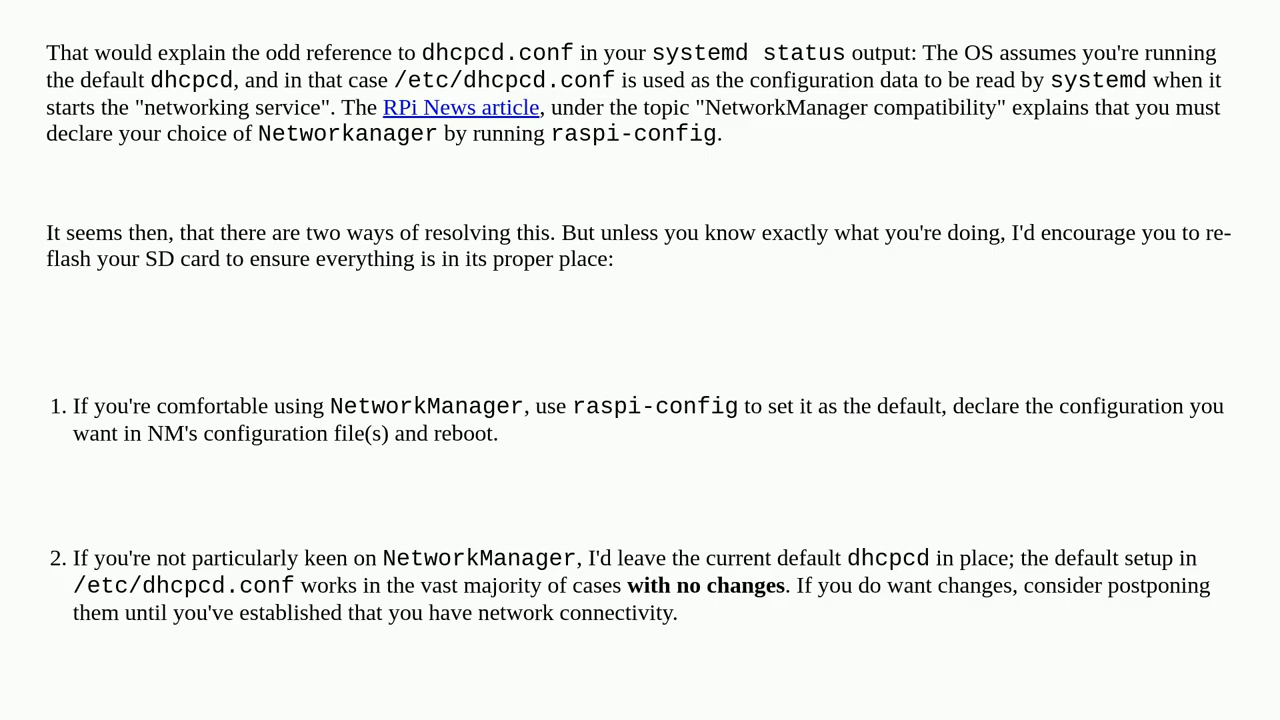 That would explain the odd reference to dhcpcd.conf in your systemd status output: The OS assumes you're running
the default dhcpcd, and in that case /etc/dhcpcd.conf is used as the configuration data to be read by systemd when it
starts the "networking service". The RPi News article, under the topic "NetworkManager compatibility" explains that you must
declare your choice of Networkanager by running raspi-config.
It seems then, that there are two ways of resolving this. But unless you know exactly what you're doing, I'd encourage you to re-
flash your SD card to ensure everything is in its proper place:
1. If you're comfortable using NetworkManager, use raspi-config to set it as the default, declare the configuration you
want in NM's configuration file(s) and reboot.
2. If you're not particularly keen on NetworkManager, I'd leave the current default dhcpcd in place; the default setup in
/etc/dhcpcd.conf works in the vast majority of cases with no changes. If you do want changes, consider postponing
them until you've established that you have network connectivity.